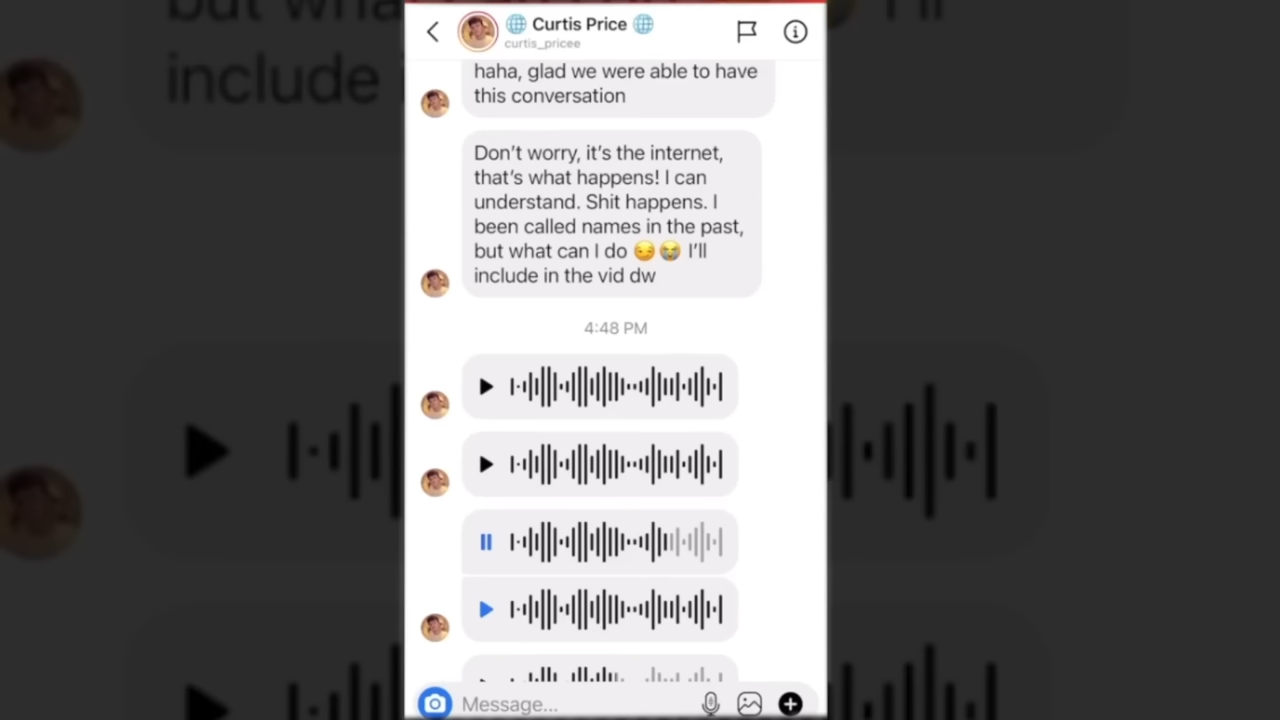 🌐 Curtis Price 🌐
curtis_pricee
haha, glad we were able to have
this conversation
Don't worry, it's the internet,
that's what happens! I can
understand. Shit happens. I
been called names in the past,
but what can I do 😏😭 I'll
include in the vid dw
4:48 PM
Message...